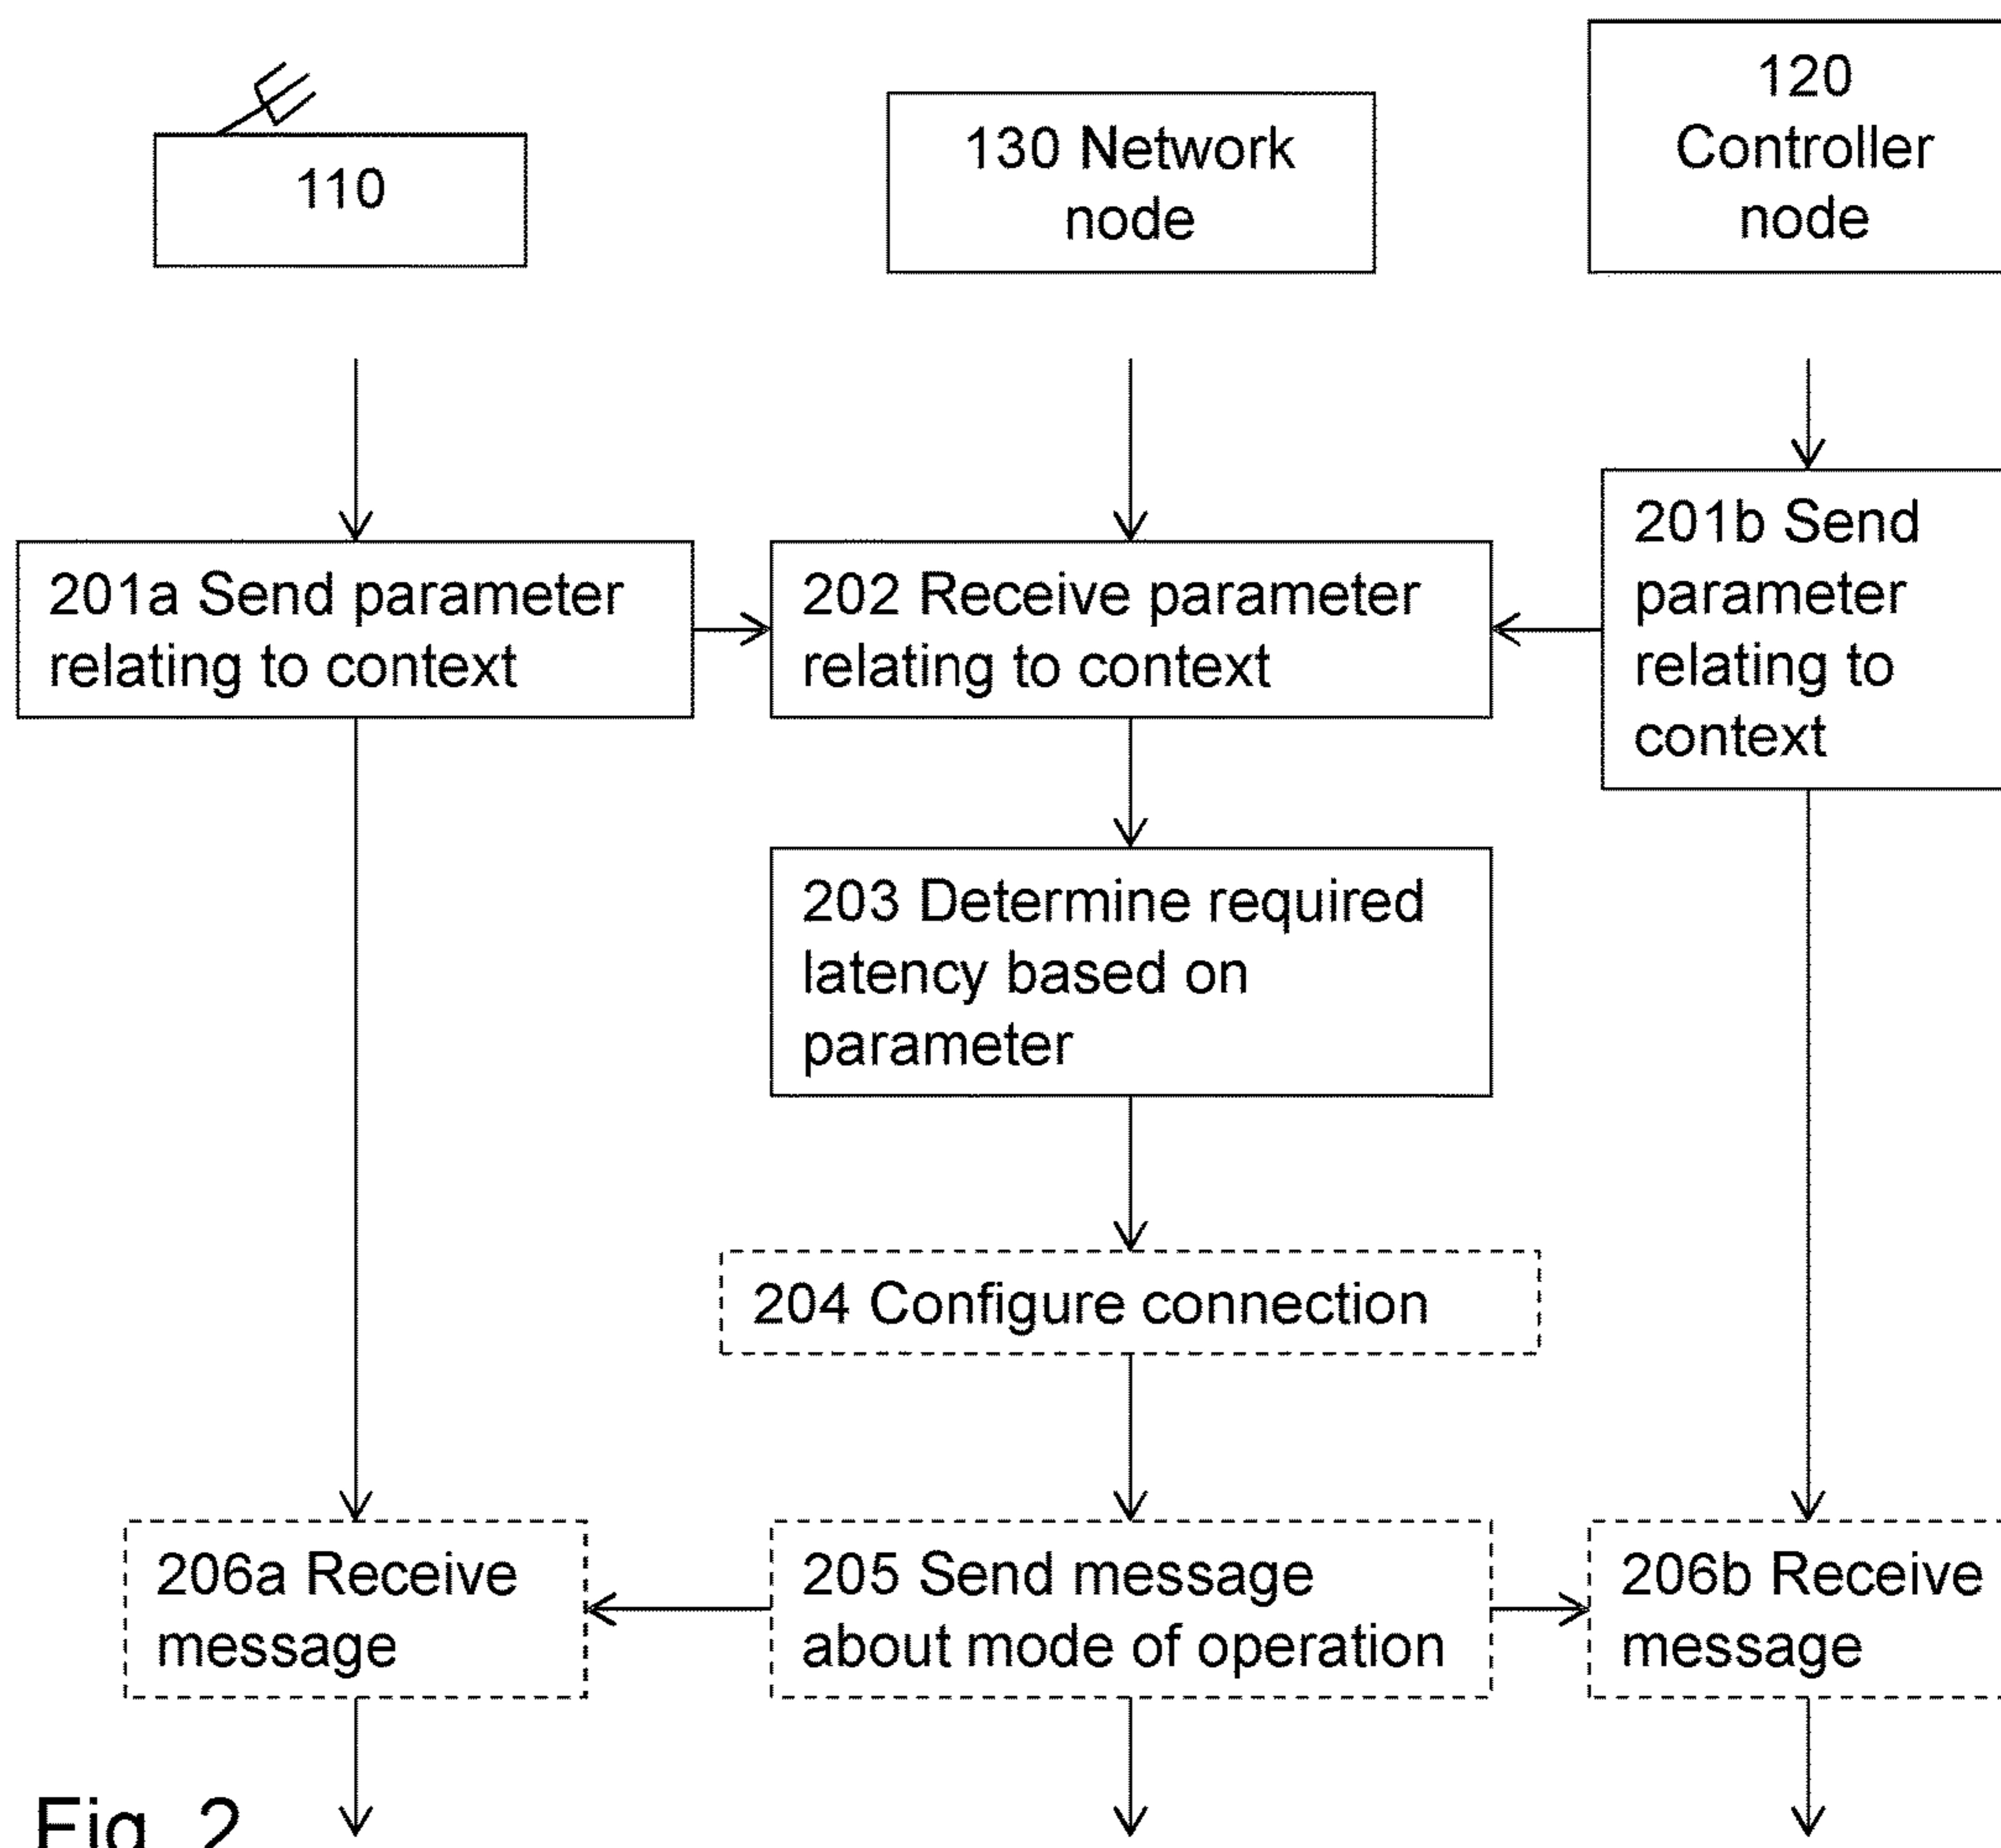 110
130 Network
node
120
Controller
node
201a Send parameter
relating to context
202 Receive parameter
relating to context
201b Send
parameter
relating to
context
203 Determine required
latency based on
parameter
204 Configure connection
206a Receive
message
205 Send message
about mode of operation
206b Receive
message
Fig. 2